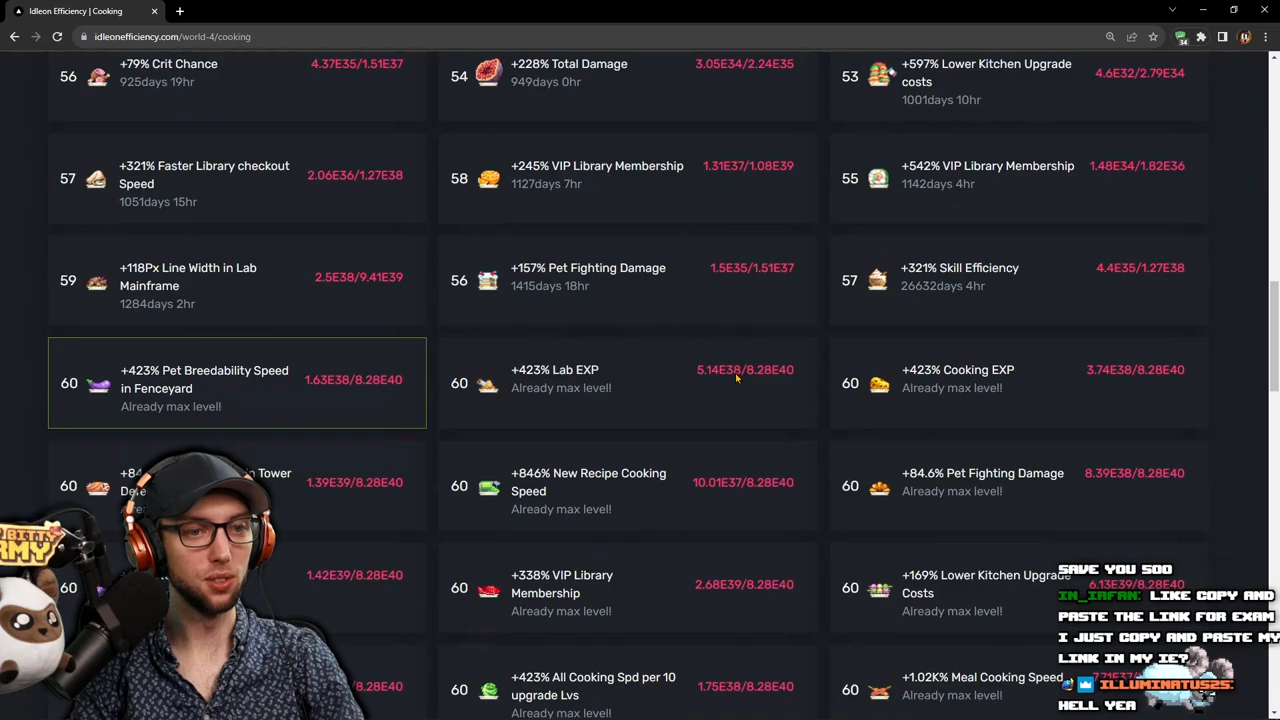 Idleon Efficiency | Cooking
idleonefficiency.com/world-4/cooking
34
56 +79% Crit Chance 4.37E35/1.51E37
925days 19hr
54 +228% Total Damage 3.05E34/2.24E35
949days 0hr
53 +597% Lower Kitchen Upgrade 4.6E32/2.79E34
costs
1001days 10hr
57 +321% Faster Library checkout 2.06E36/1.27E38
Speed
1051days 15hr
58 +245% VIP Library Membership 1.31E37/1.08E39
1127days 7hr
55 +542% VIP Library Membership 1.48E34/1.82E36
1142days 4hr
59 +118Px Line Width in Lab 2.5E38/9.41E39
Mainframe
1284days 2hr
56 +157% Pet Fighting Damage 1.5E35/1.51E37
1415days 18hr
57 +321% Skill Efficiency 4.4E35/1.27E38
26632days 4hr
60 +423% Pet Breedability Speed 1.63E38/8.28E40
in Fenceyard
Already max level!
60 +423% Lab EXP 5.14E38/8.28E40
Already max level!
60 +423% Cooking EXP 3.74E38/8.28E40
Already max level!
60 Tower 1.39E39/8.28E40
60 +846% New Recipe Cooking 10.01E37/8.28E40
Speed
Already max level!
60 +84.6% Pet Fighting Damage 8.39E38/8.28E40
Already max level!
1.42E39/8.28E40
60 +338% VIP Library 2.68E39/8.28E40
Membership
Already max level!
60 +169% Lower Kitchen Upgrade 6.13E39/8.28E40
Costs
Already max level!
60 +423% All Cooking Spd per 10 1.75E38/8.28E40
upgrade Lvs
60 +1.02K% Meal Cooking Speed
Already max level!
BITTY
ARMY
SAVE YOU SOO
IN_IRFAN: LIKE COPY AND
PASTE THE LINK FOR EXAM
I JUST COPY AND PASTE MY
LINK IN MY IE?
ILLUMINATUS25:
HELL YEA